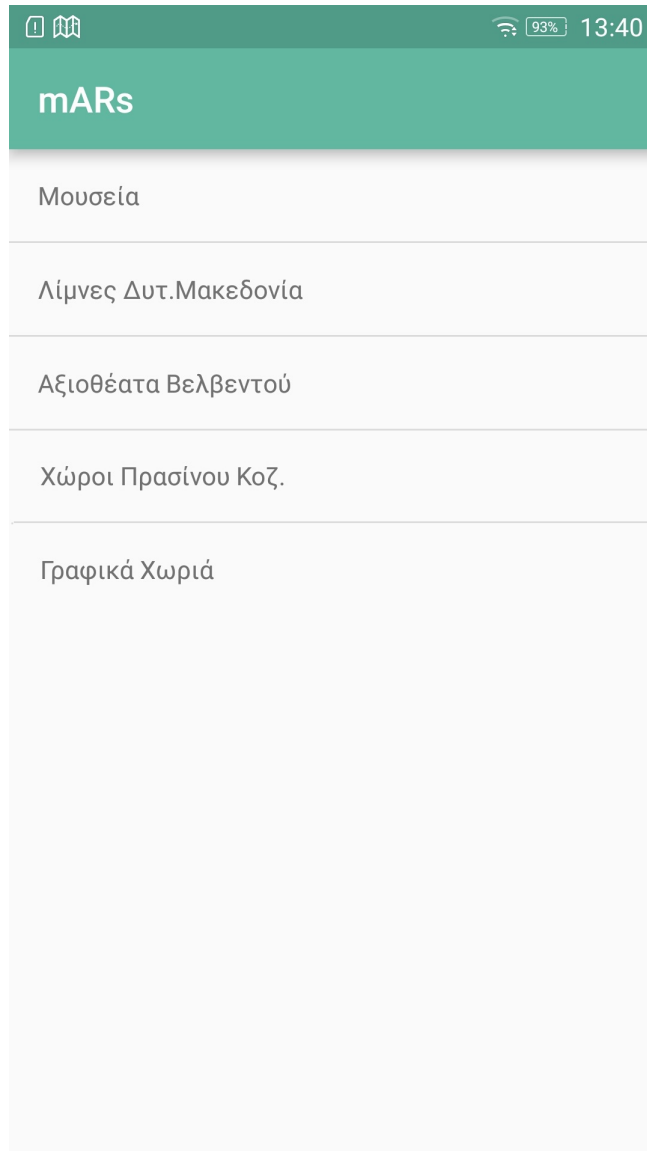 93% 13:40
mARs
Μουσεία
Λίμνες Δυτ.Μακεδονία
Αξιοθέατα Βελβεντού
Χώροι Πρασίνου Κοζ.
Γραφικά Χωριά